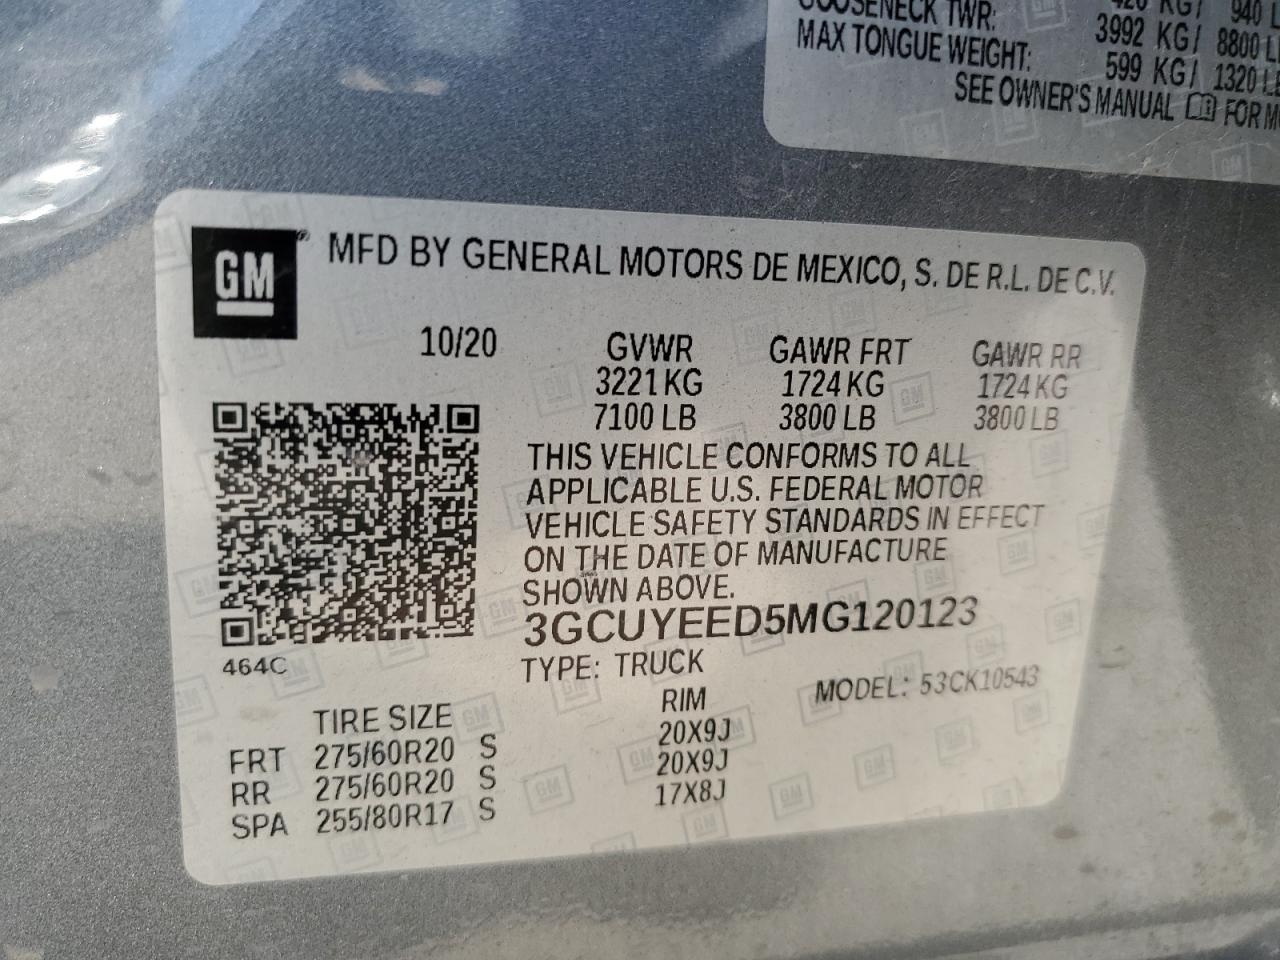 GOOSENECK TWR: 3992 KG/ 8800
MAX TONGUE WEIGHT: 599 KG/ 1320
SEE OWNER'S MANUAL FOR
GM
MFD BY GENERAL MOTORS DE MEXICO, S. DE R.L. DE C.V.
10/20 GVWR GAWR FRT GAWR RR
3221 KG 1724 KG 1724 KG
7100 LB 3800 LB 3800 LB
THIS VEHICLE CONFORMS TO ALL
APPLICABLE U.S. FEDERAL MOTOR
VEHICLE SAFETY STANDARDS IN EFFECT
ON THE DATE OF MANUFACTURE
SHOWN ABOVE.
3GCUYEED5MG120123
464C
TYPE: TRUCK MODEL: 53CK10543
TIRE SIZE RIM
FRT 275/60R20 S 20X9J
RR 275/60R20 S 20X9J
SPA 255/80R17 S 17X8J